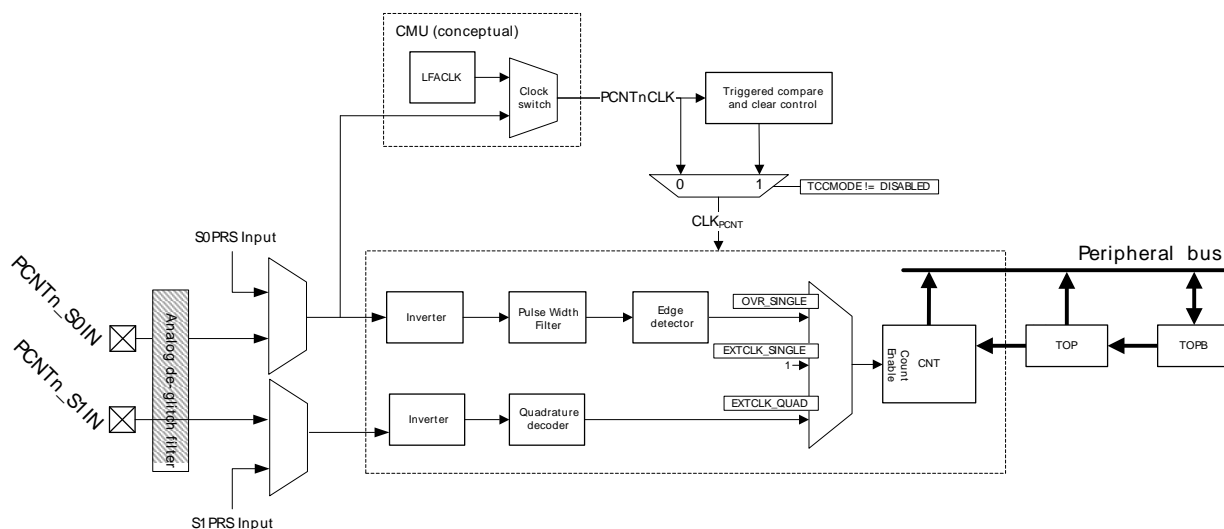 CMU (conceptual)
LFACLK
Clock
switch
PCNTnCLK
Triggered compare
and clear control
0
1
TCCMODE != DISABLED
CLKPCNT
S0PRS Input
PCNTn_S0IN
PCNTn_S1IN
Analog de-glitch filter
S1PRS Input
Inverter
Pulse Width
Filter
Edge
detector
OVR_SINGLE
EXTCLK_SINGLE
1
EXTCLK_QUAD
Inverter
Quadrature
decoder
Count
Enable
CNT
TOP
TOPB
Peripheral bus